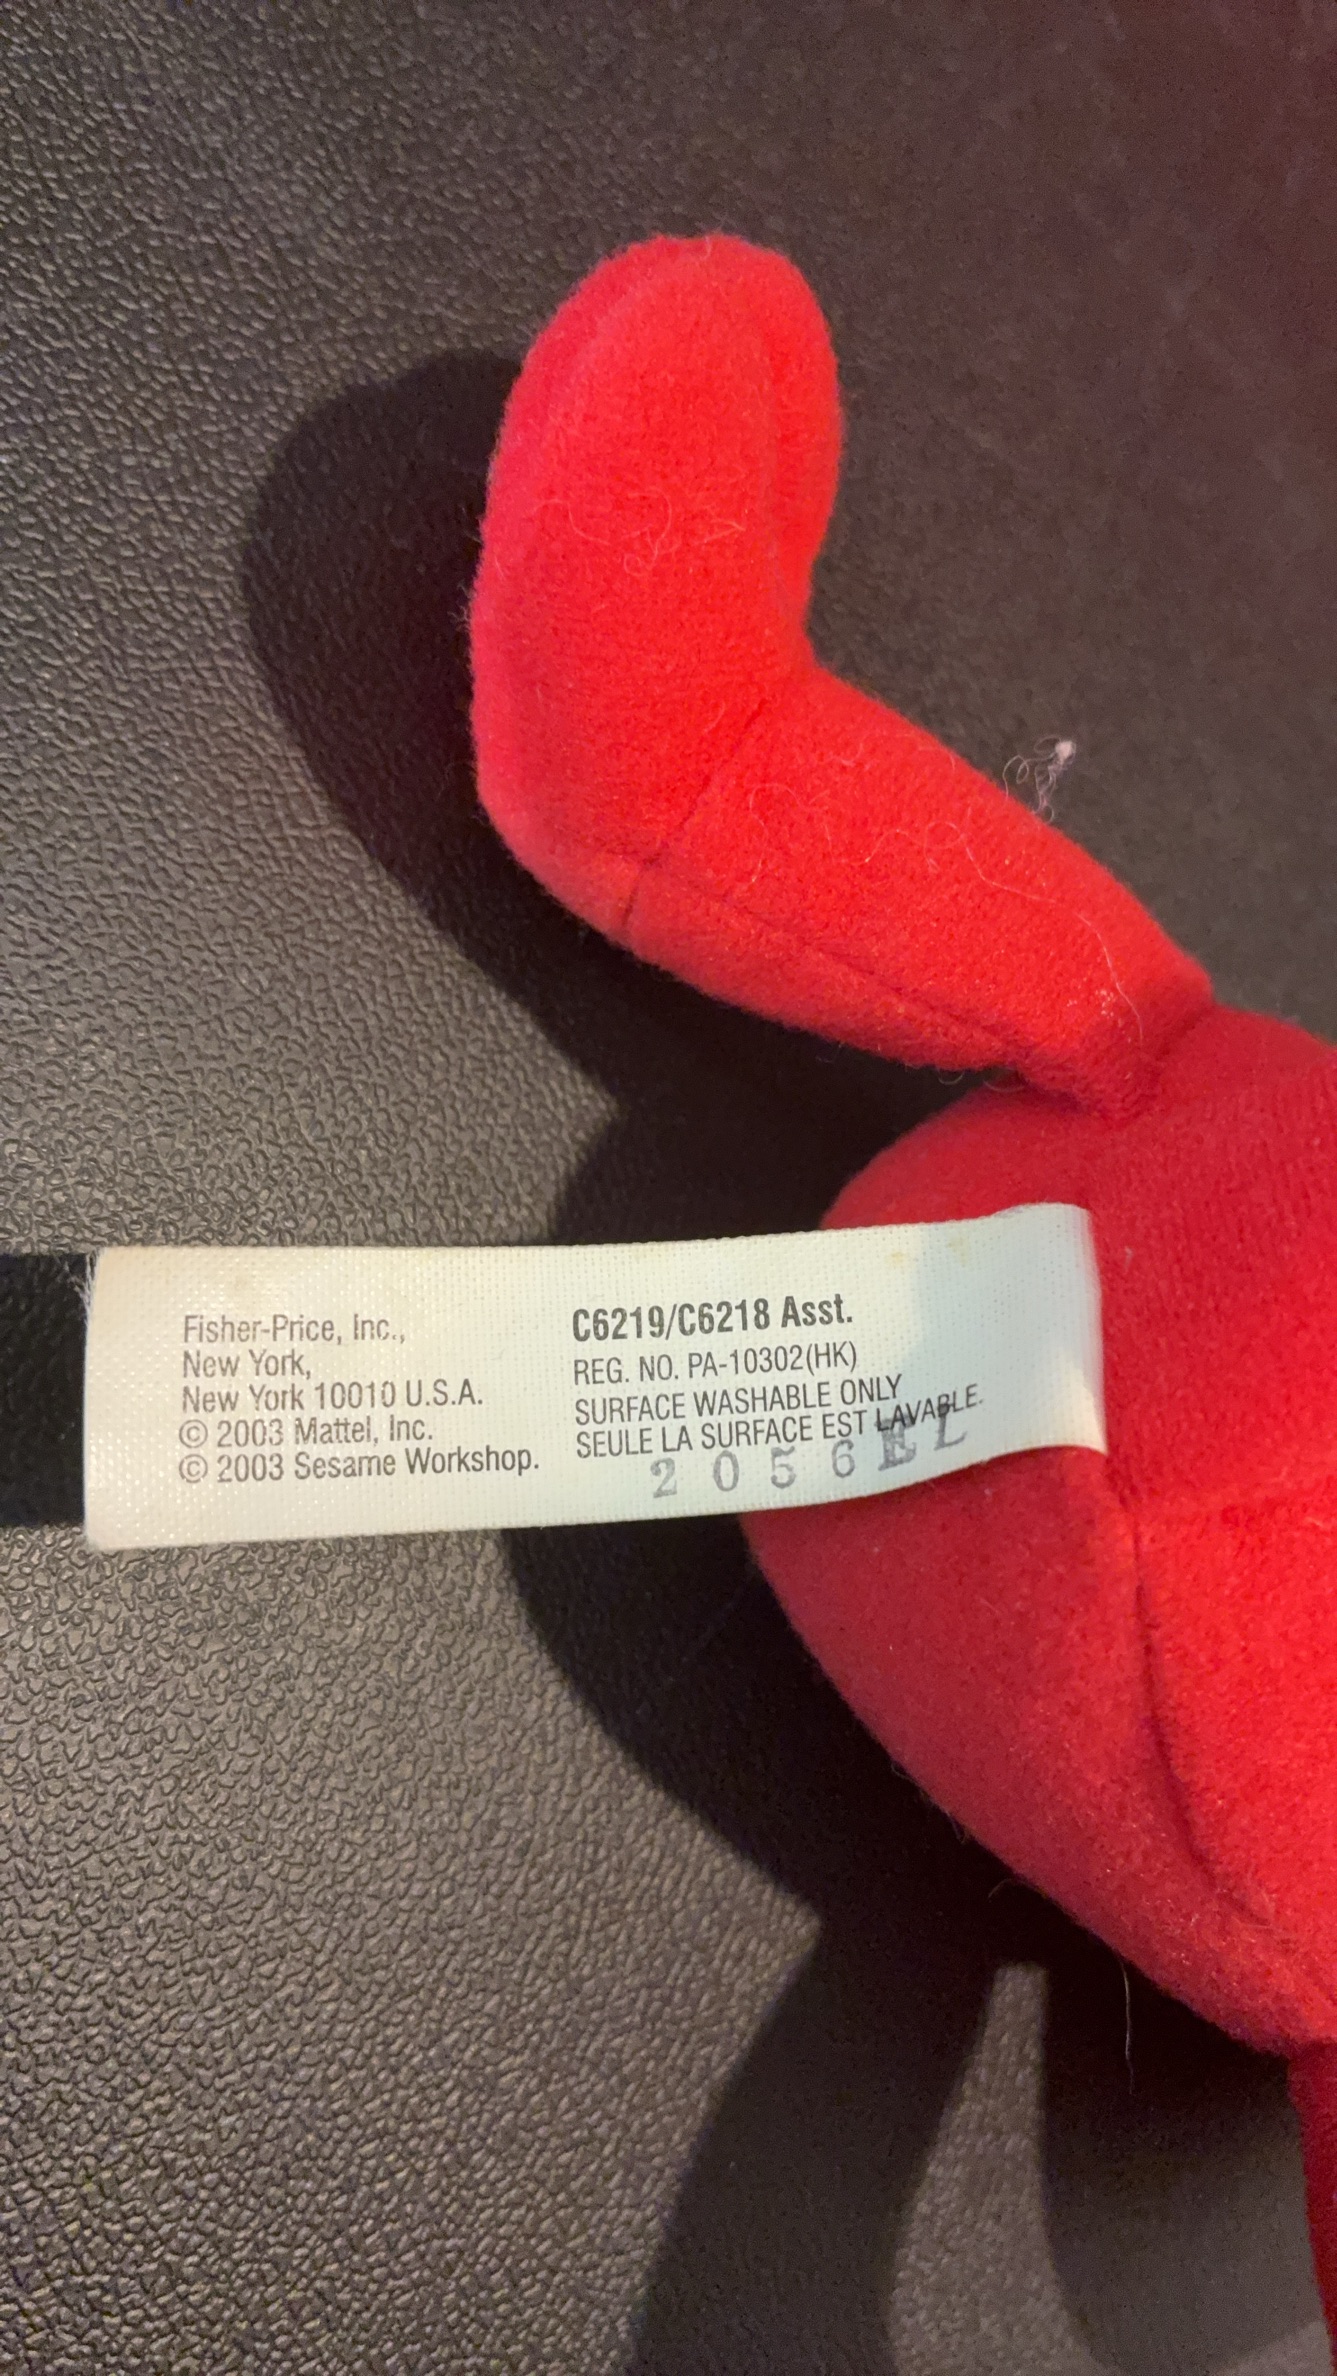 Fisher-Price, Inc.,
New York,
New York 10010 U.S.A.
© 2003 Mattel, Inc.
© 2003 Sesame Workshop.
C6219/C6218 Asst.
REG. NO. PA-10302(HK)
SURFACE WASHABLE ONLY
SEULE LA SURFACE EST LAVABLE.
2056EL